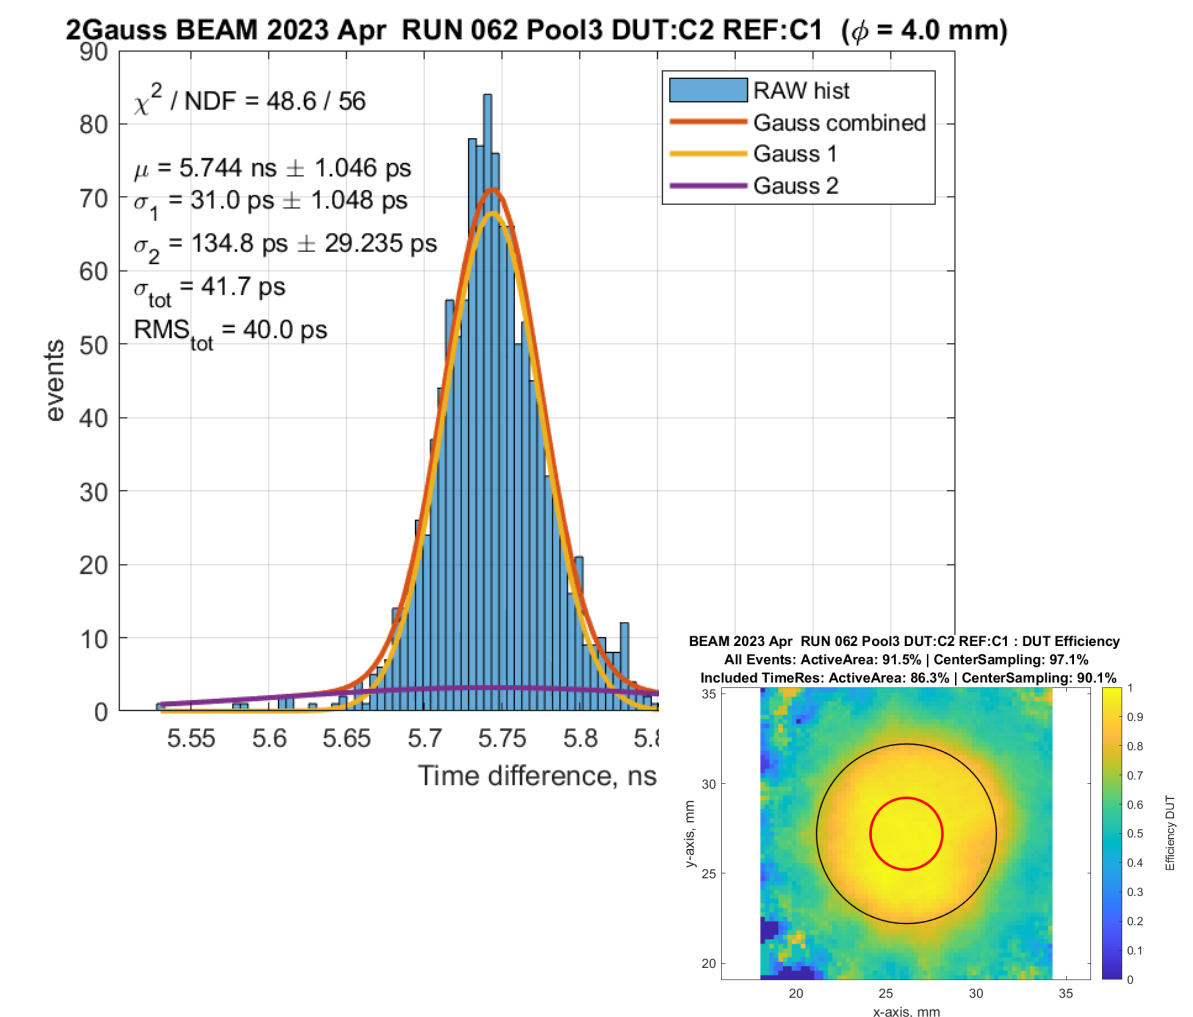 2Gauss BEAM 2023 Apr  RUN 062 Pool3 DUT:C2 REF:C1  (ϕ = 4.0 mm)
χ2 / NDF = 48.6 / 56
μ = 5.744 ns ± 1.046 ps
σ1 = 31.0 ps ± 1.048 ps
σ2 = 134.8 ps ± 29.235 ps
σtot = 41.7 ps
RMStot = 40.0 ps
RAW hist
Gauss combined
Gauss 1
Gauss 2
90
80
70
60
50
40
30
20
10
0
events
5.55 5.6 5.65 5.7 5.75 5.8 5.8
Time difference, ns
BEAM 2023 Apr  RUN 062 Pool3 DUT:C2 REF:C1 : DUT Efficiency
All Events: ActiveArea: 91.5% | CenterSampling: 97.1%
Included TimeRes: ActiveArea: 86.3% | CenterSampling: 90.1%
35
30
25
20
y-axis, mm
20 25 30 35
x-axis, mm
1
0.9
0.8
0.7
0.6
0.5
0.4
0.3
0.2
0.1
0
Efficiency DUT